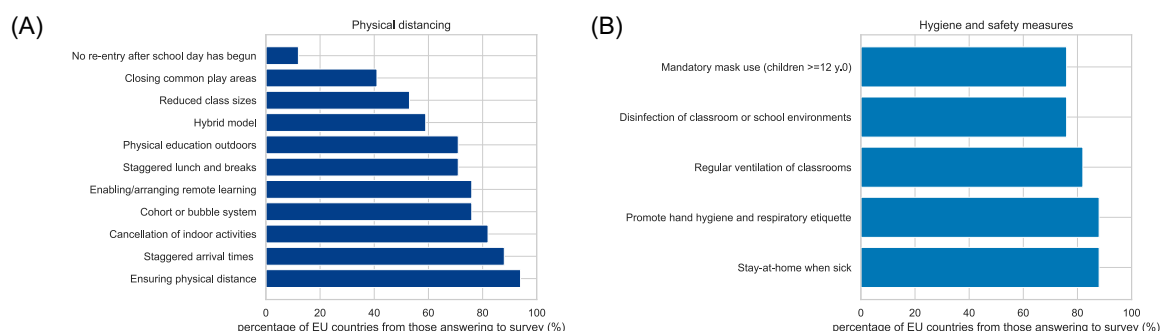 (A)
Physical distancing
No re-entry after school day has begun
Closing common play areas
Reduced class sizes
Hybrid model
Physical education outdoors
Staggered lunch and breaks
Enabling/arranging remote learning
Cohort or bubble system
Cancellation of indoor activities
Staggered arrival times
Ensuring physical distance
0 20 40 60 80 100
percentage of EU countries from those answering to survey (%)
(B)
Hygiene and safety measures
Mandatory mask use (children >=12 y.0)
Disinfection of classroom or school environments
Regular ventilation of classrooms
Promote hand hygiene and respiratory etiquette
Stay-at-home when sick
0 20 40 60 80 100
percentage of EU countries from those answering to survey (%)